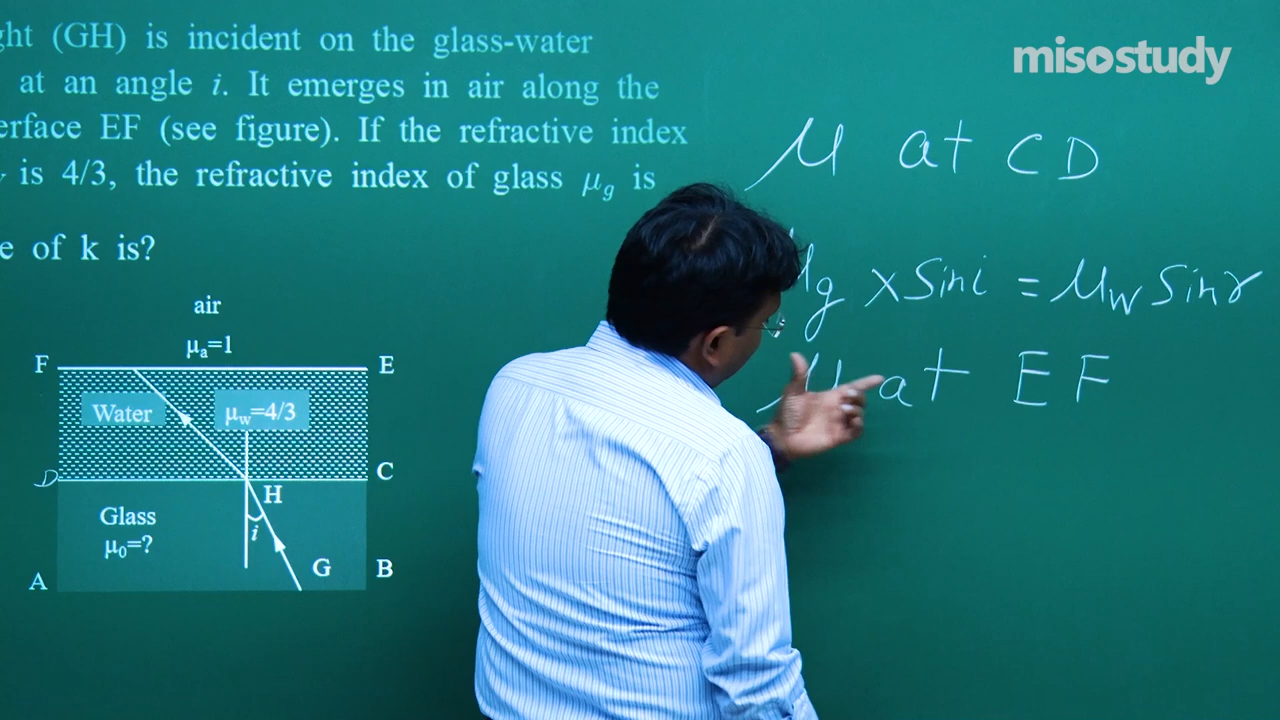 misostudy
ght (GH) is incident on the glass-water
at an angle i. It emerges in air along the
erface EF (see figure). If the refractive index
is 4/3, the refractive index of glass μg is
e of k is?
μ at CD
μg × Sini = μw Sinr
μ at EF
air
μa=1
F
E
Water
μw=4/3
D
C
H
Glass
μ0=?
i
G
A
B